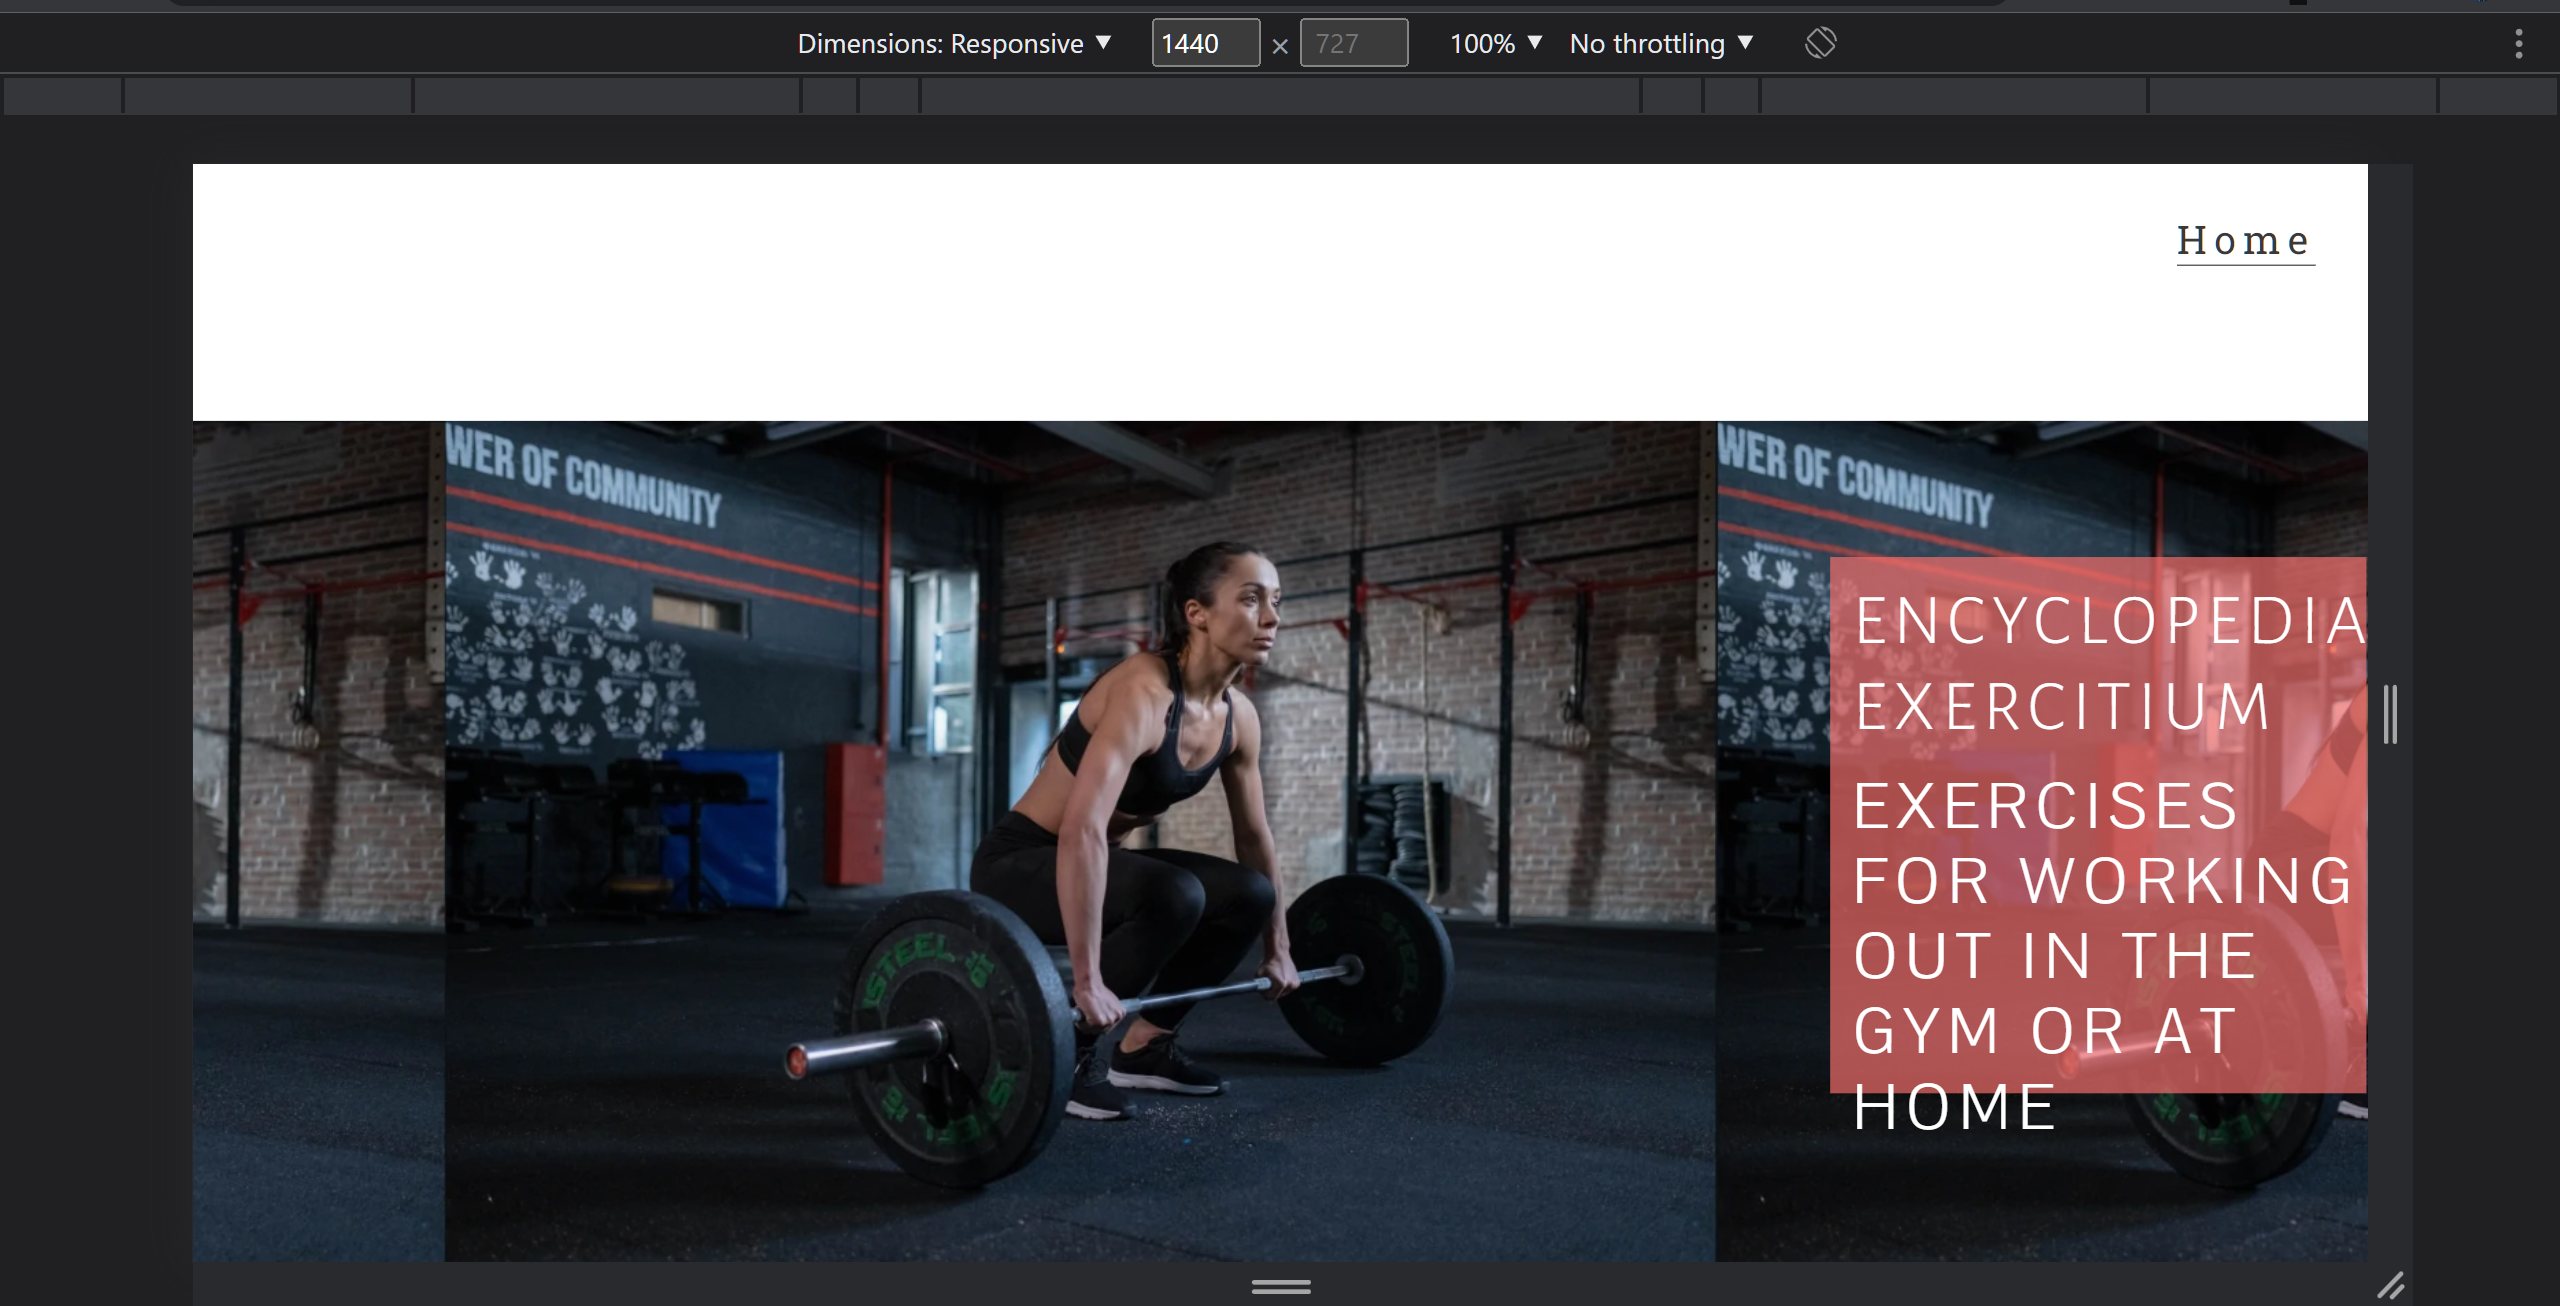 Dimensions: Responsive ▼ 1440 × 727 100% ▼ No throttling ▼
Home
WER OF COMMUNITY
WER OF COMMUNITY
ENCYCLOPEDIA
EXERCITIUM
EXERCISES
FOR WORKING
OUT IN THE
GYM OR AT
HOME
STEEL